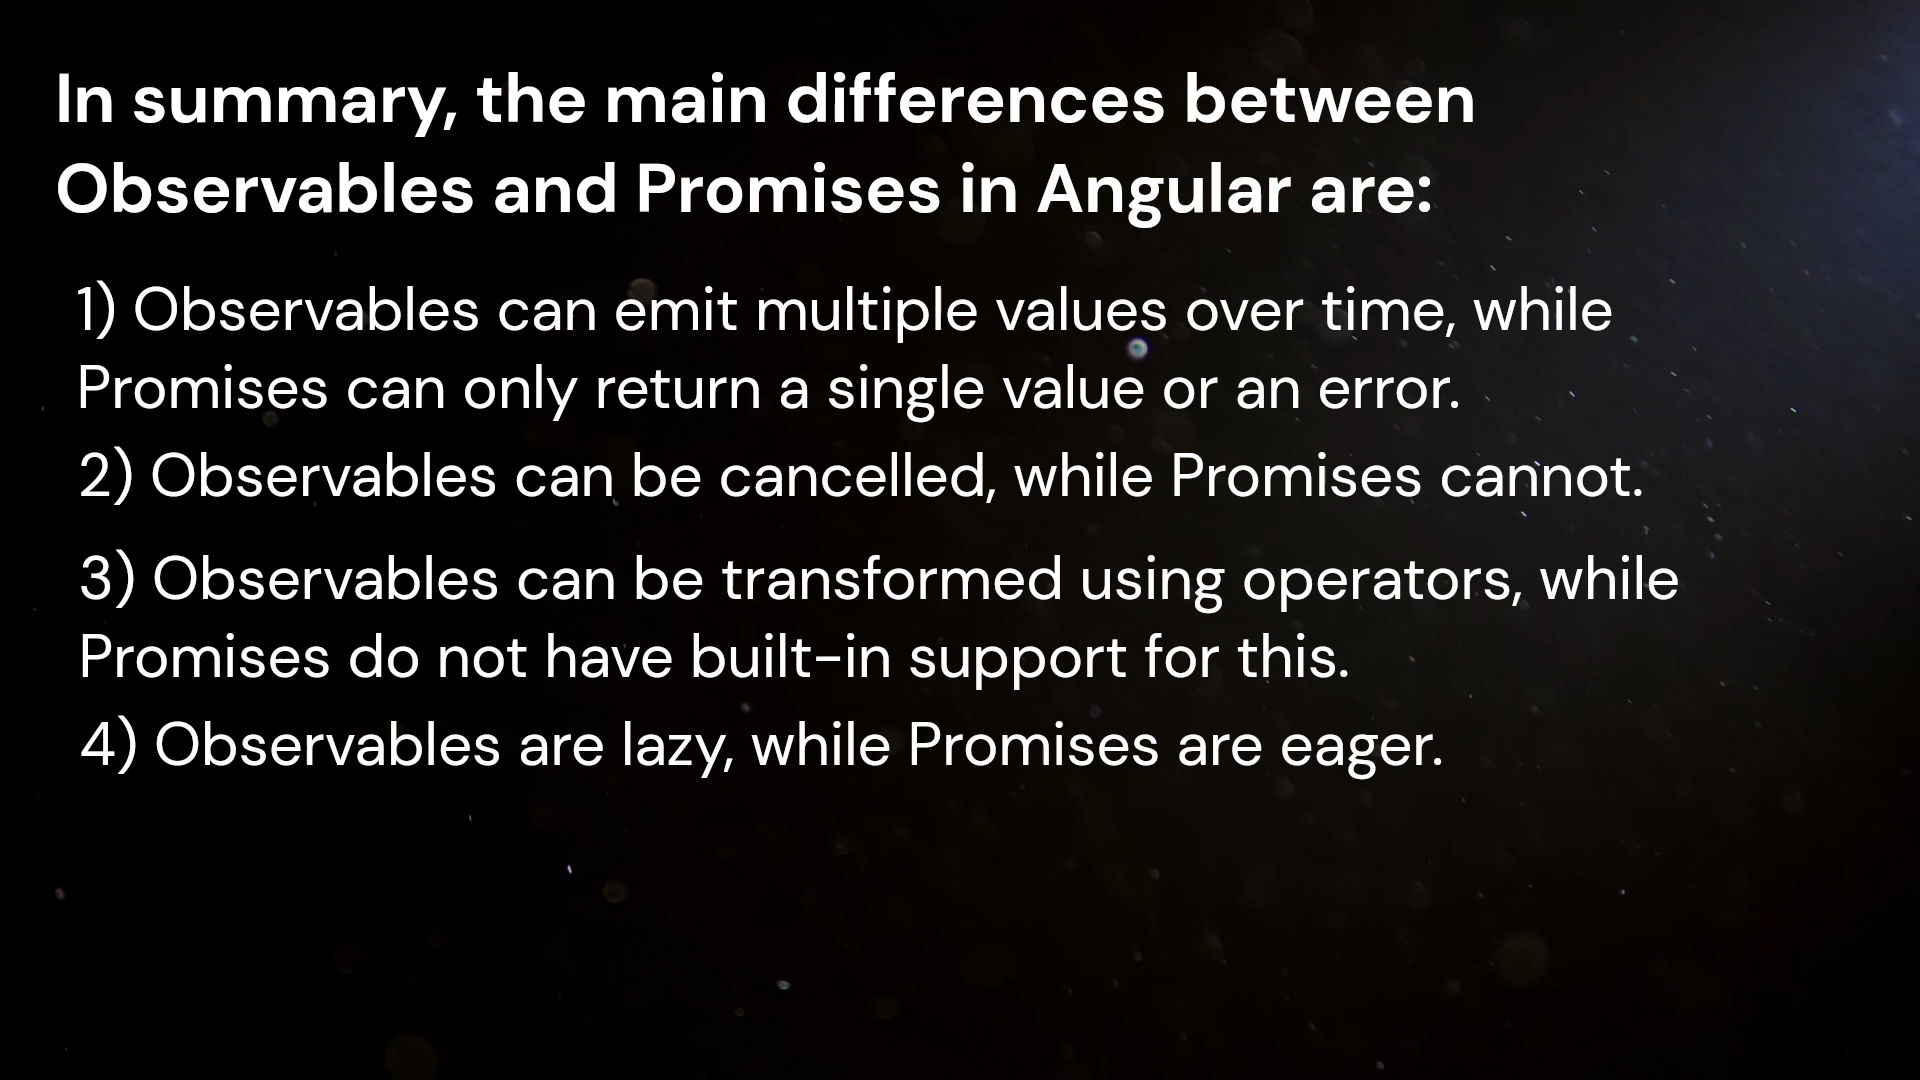 In summary, the main differences between
Observables and Promises in Angular are:
1) Observables can emit multiple values over time, while
Promises can only return a single value or an error.
2) Observables can be cancelled, while Promises cannot.
3) Observables can be transformed using operators, while
Promises do not have built-in support for this.
4) Observables are lazy, while Promises are eager.